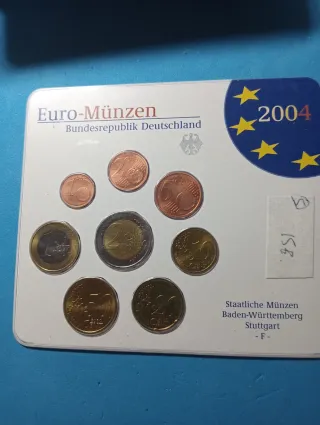 Euro-Münzen
Bundesrepublik Deutschland
2004
Staatliche Münzen
Baden-Württemberg
Stuttgart
- F -